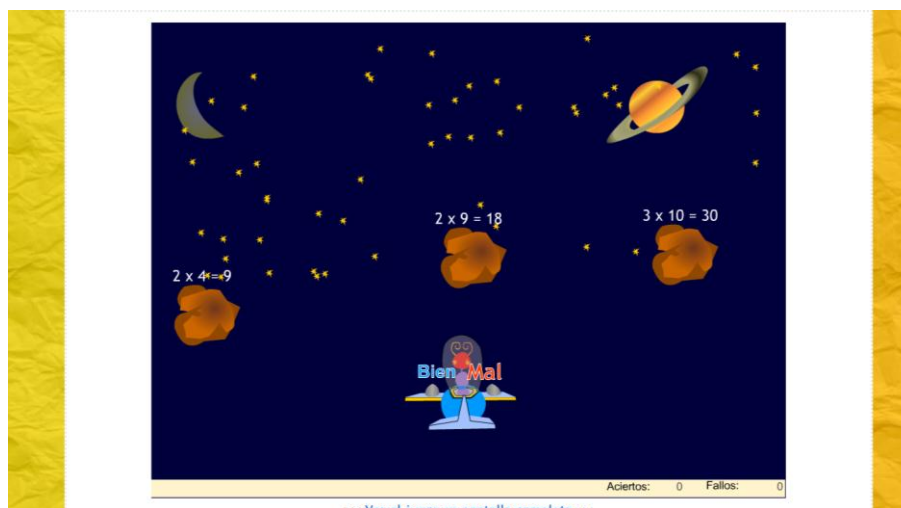 2 x 9 = 18
3 x 10 = 30
2 x 4 = 9
Bien Mal
Aciertos: 0 Fallos: 0